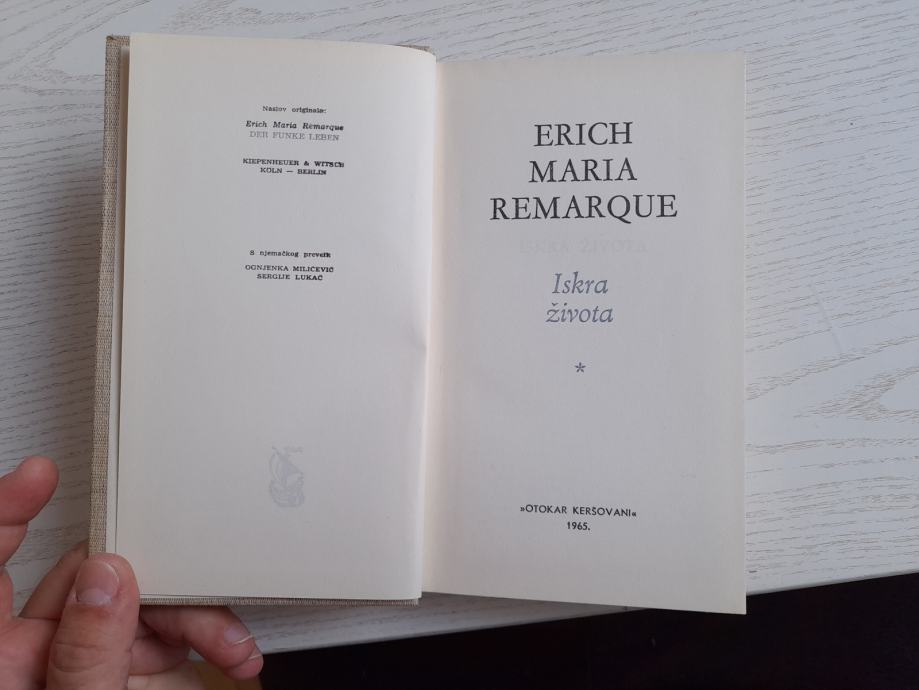 Naslov originala:
Erich Maria Remarque
DER FUNKE LEBEN
KIEPENHEUER & WITSCH
KÖLN — BERLIN
S njemačkog preveli
OGNJENKA MILIĆEVIĆ
SERGIJE LUKAČ
ERICH
MARIA
REMARQUE
ISKRA ŽIVOTA
Iskra
života
*
»OTOKAR KERŠOVANI«
1965.